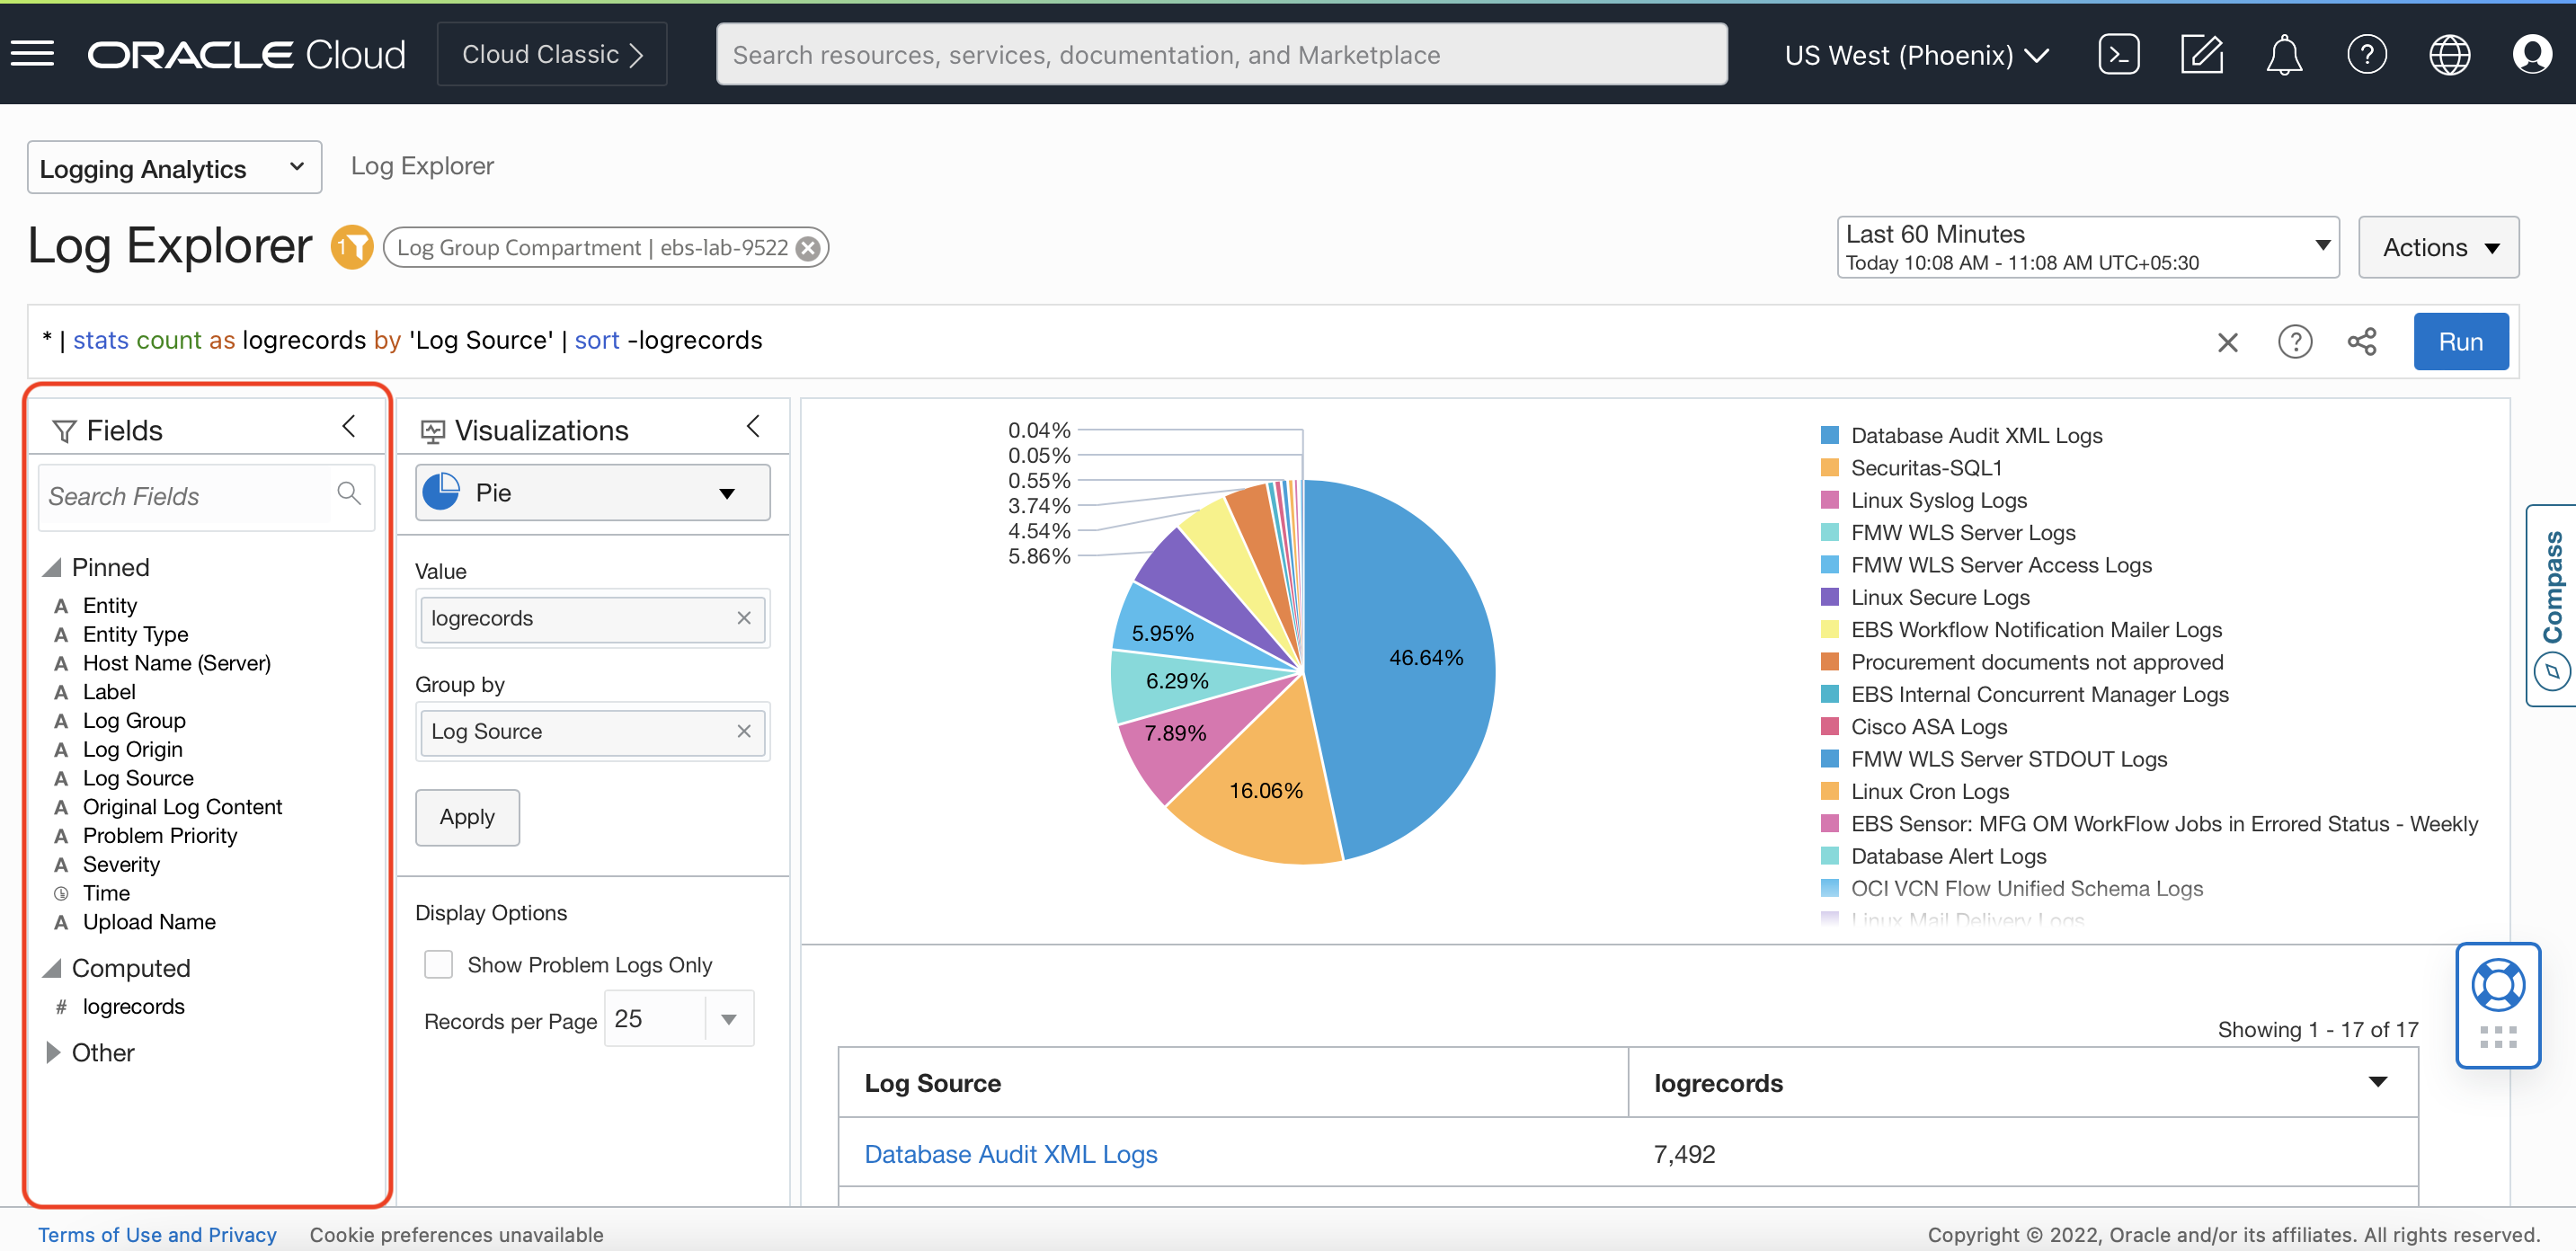 ORACLE Cloud
Cloud Classic
Search resources, services, documentation, and Marketplace
US West (Phoenix)
Logging Analytics
Log Explorer
Log Explorer
1
Log Group Compartment | ebs-lab-9522
Last 60 Minutes
Today 10:08 AM - 11:08 AM UTC+05:30
Actions
* | stats count as logrecords by 'Log Source' | sort -logrecords
Run
Fields
Search Fields
Pinned
A Entity
A Entity Type
A Host Name (Server)
A Label
A Log Group
A Log Origin
A Log Source
A Original Log Content
A Problem Priority
A Severity
Time
A Upload Name
Computed
# logrecords
Other
Visualizations
Pie
Value
logrecords
Group by
Log Source
Apply
Display Options
Show Problem Logs Only
Records per Page 25
0.04%
0.05%
0.55%
3.74%
4.54%
5.86%
5.95%
6.29%
7.89%
16.06%
46.64%
Database Audit XML Logs
Securitas-SQL1
Linux Syslog Logs
FMW WLS Server Logs
FMW WLS Server Access Logs
Linux Secure Logs
EBS Workflow Notification Mailer Logs
Procurement documents not approved
EBS Internal Concurrent Manager Logs
Cisco ASA Logs
FMW WLS Server STDOUT Logs
Linux Cron Logs
EBS Sensor: MFG OM WorkFlow Jobs in Errored Status - Weekly
Database Alert Logs
OCI VCN Flow Unified Schema Logs
Linux Mail Delivery Logs
Compass
Showing 1 - 17 of 17
Log Source
logrecords
Database Audit XML Logs
7,492
Terms of Use and Privacy
Cookie preferences unavailable
Copyright © 2022, Oracle and/or its affiliates. All rights reserved.